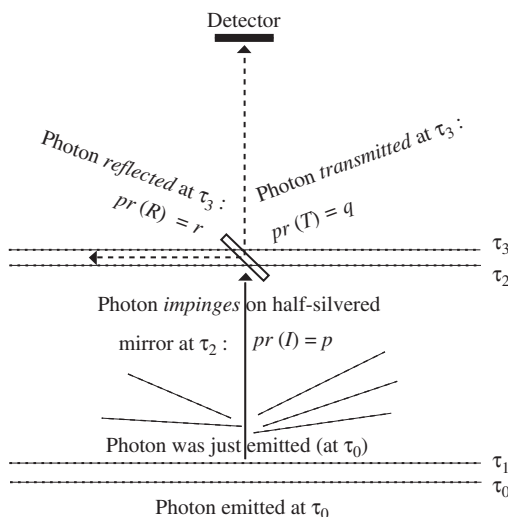 Detector
Photon reflected at τ₃ :
pr (R) = r
Photon transmitted at τ₃ :
pr (T) = q
τ₃
τ₂
Photon impinges on half-silvered
mirror at τ₂ : pr (I) = p
Photon was just emitted (at τ₀)
τ₁
τ₀
Photon emitted at τ₀